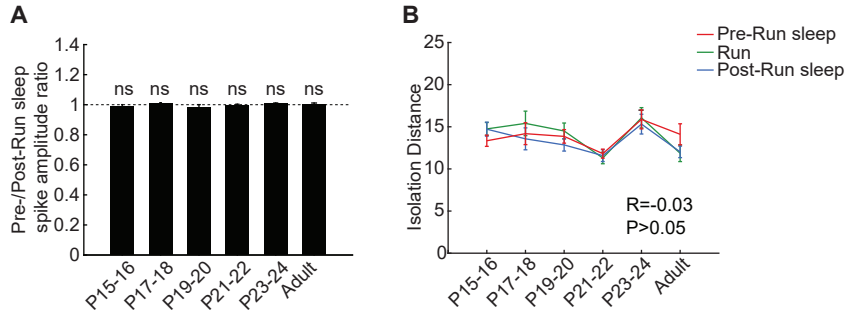 A
Pre-/Post-Run sleep
spike amplitude ratio
1.4
1.2
1
0.8
0.6
0.4
0.2
0
ns ns ns ns ns ns
P15-16 P17-18 P19-20 P21-22 P23-24 Adult
B
Isolation Distance
25
20
15
10
5
0
Pre-Run sleep
Run
Post-Run sleep
R=-0.03
P>0.05
P15-16 P17-18 P19-20 P21-22 P23-24 Adult